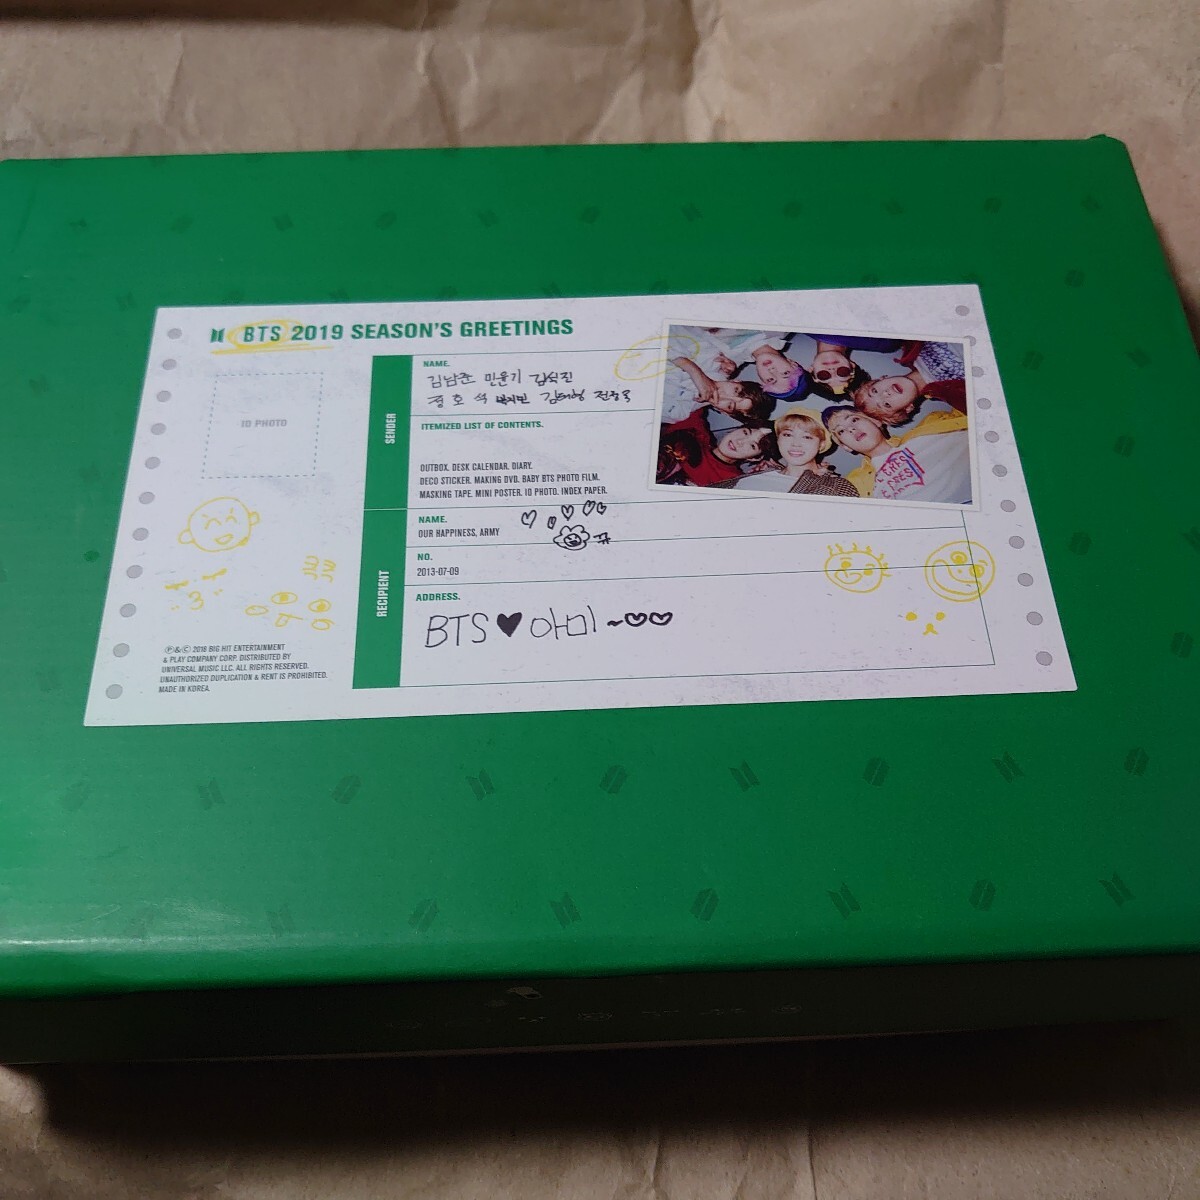 BTS 2019 SEASON'S GREETINGS
ID PHOTO
SENDER
NAME.
김남준 민윤기 김석진
정호석 박지민 김태형 전정국
ITEMIZED LIST OF CONTENTS.
OUTBOX. DESK CALENDAR. DIARY.
DECO STICKER. MAKING DVD. BABY BTS PHOTO FILM.
MASKING TAPE. MINI POSTER. ID PHOTO. INDEX PAPER.
RECIPIENT
NAME.
OUR HAPPINESS, ARMY
NO.
2013-07-09
ADDRESS.
BTS♥아미~♡♡
Ⓟ&Ⓒ 2018 BIG HIT ENTERTAINMENT
& PLAY COMPANY CORP. DISTRIBUTED BY
UNIVERSAL MUSIC LLC. ALL RIGHTS RESERVED.
UNAUTHORIZED DUPLICATION & RENT IS PROHIBITED.
MADE IN KOREA.